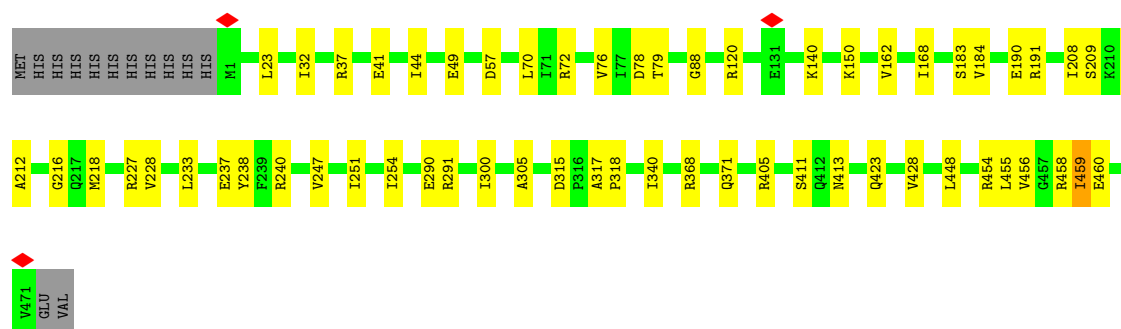 MET HIS HIS HIS HIS HIS HIS HIS HIS HIS M1 L23 I32 R37 E41 I44 E49 D57 L70 I71 R72 V76 I77 D78 T79 G88 R120 E131 K140 K150 V162 I168 S183 V184 E190 R191 I208 S209 K210
A212 G216 Q217 M218 R227 V228 L233 E237 Y238 F239 R240 V247 I251 I254 E290 R291 I300 A305 D315 P316 A317 P318 I340 R368 Q371 R405 S411 Q412 N413 Q423 V428 L448 R454 L455 V456 G457 R458 I459 E460
V471 GLU VAL